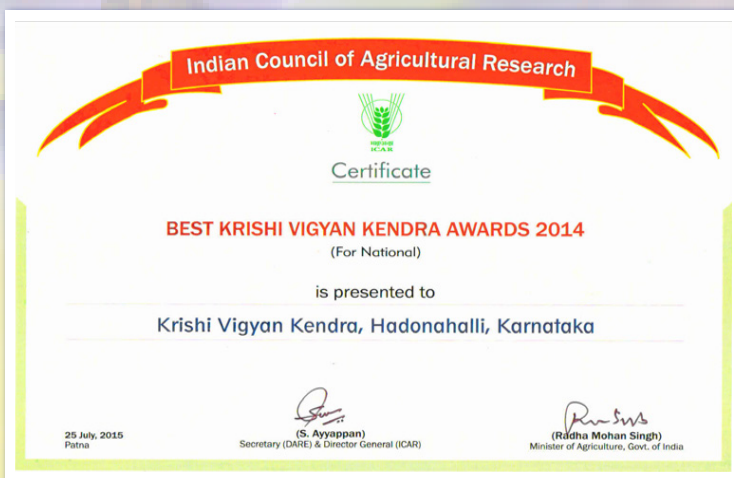 Indian Council of Agricultural Research
ICAR
Certificate
BEST KRISHI VIGYAN KENDRA AWARDS 2014
(For National)
is presented to
Krishi Vigyan Kendra, Hadonahalli, Karnataka
25 July, 2015
Patna
(S. Ayyappan)
Secretary (DARE) & Director General (ICAR)
(Radha Mohan Singh)
Minister of Agriculture, Govt. of India